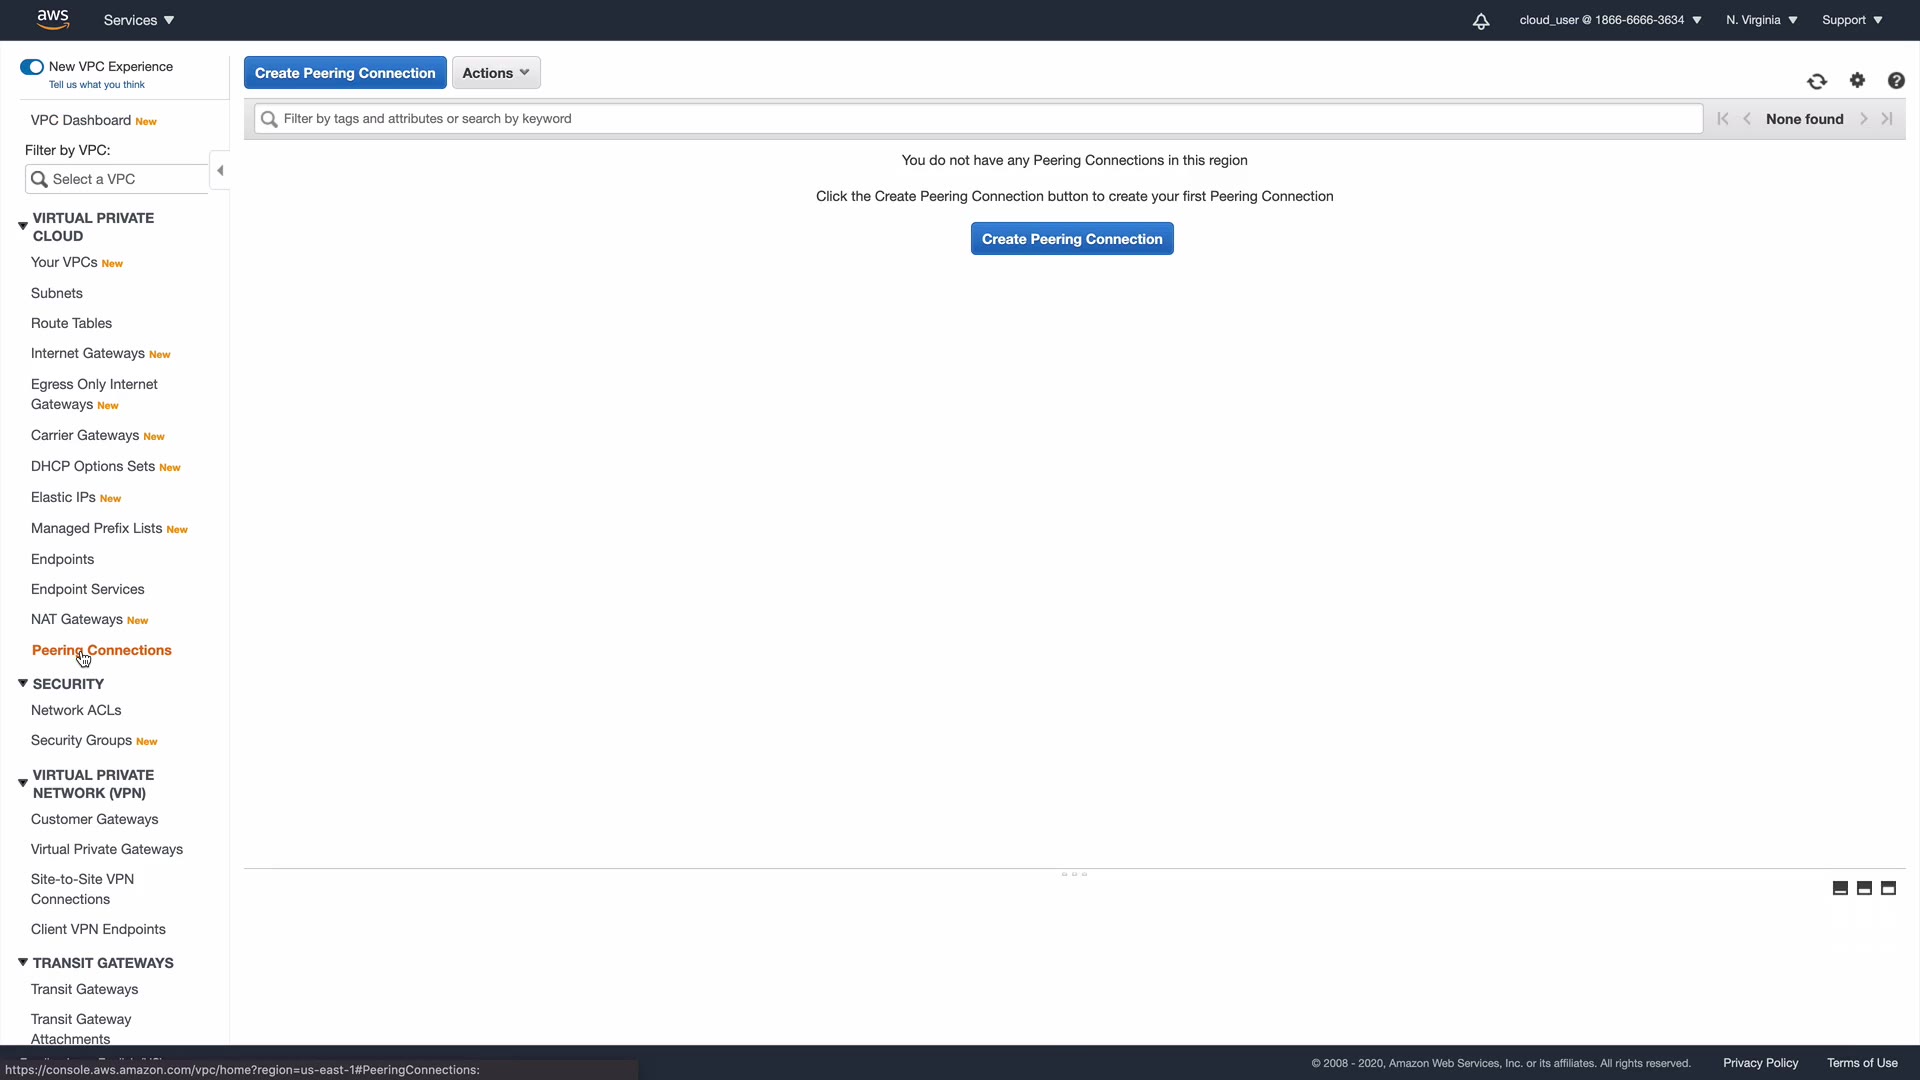 aws
Services
cloud_user @ 1866-6666-3634
N. Virginia
Support
New VPC Experience
Tell us what you think
VPC Dashboard New
Filter by VPC:
Select a VPC
VIRTUAL PRIVATE
CLOUD
Your VPCs New
Subnets
Route Tables
Internet Gateways New
Egress Only Internet
Gateways New
Carrier Gateways New
DHCP Options Sets New
Elastic IPs New
Managed Prefix Lists New
Endpoints
Endpoint Services
NAT Gateways New
Peering Connections
SECURITY
Network ACLs
Security Groups New
VIRTUAL PRIVATE
NETWORK (VPN)
Customer Gateways
Virtual Private Gateways
Site-to-Site VPN
Connections
Client VPN Endpoints
TRANSIT GATEWAYS
Transit Gateways
Transit Gateway
Attachments
Create Peering Connection
Actions
Filter by tags and attributes or search by keyword
None found
You do not have any Peering Connections in this region
Click the Create Peering Connection button to create your first Peering Connection
Create Peering Connection
https://console.aws.amazon.com/vpc/home?region=us-east-1#PeeringConnections:
© 2008 - 2020, Amazon Web Services, Inc. or its affiliates. All rights reserved.
Privacy Policy
Terms of Use